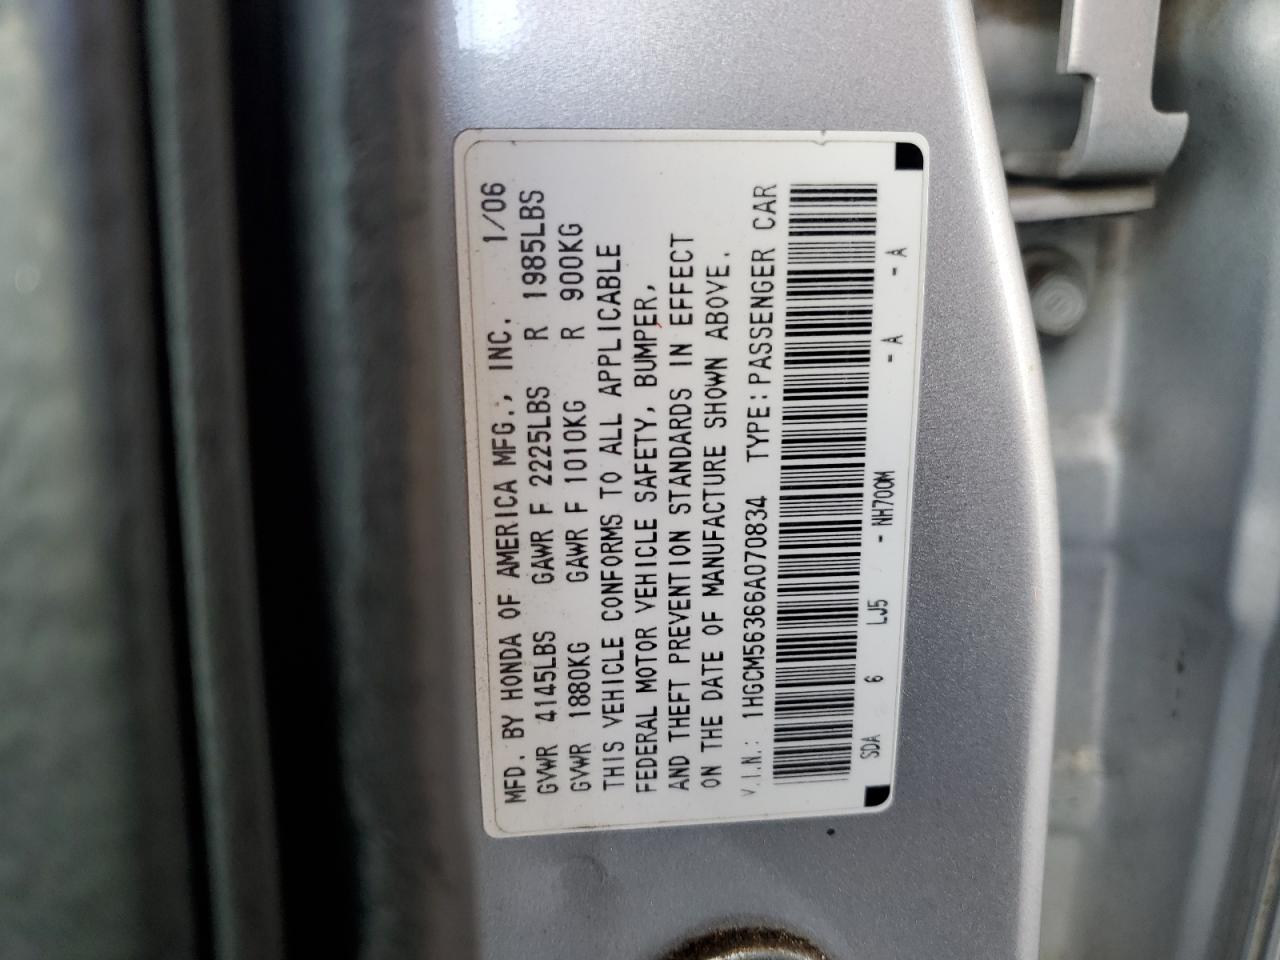 MFD. BY HONDA OF AMERICA MFG., INC. 1/06
GVWR 4145LBS GAWR F 2225LBS R 1985LBS
GVWR 1880KG GAWR F 1010KG R 900KG
THIS VEHICLE CONFORMS TO ALL APPLICABLE
FEDERAL MOTOR VEHICLE SAFETY, BUMPER,
AND THEFT PREVENTION STANDARDS IN EFFECT
ON THE DATE OF MANUFACTURE SHOWN ABOVE.
V.I.N.: 1HGCM56366A070834 TYPE:PASSENGER CAR
SDA 6 LJ5 - NH700M - A - A